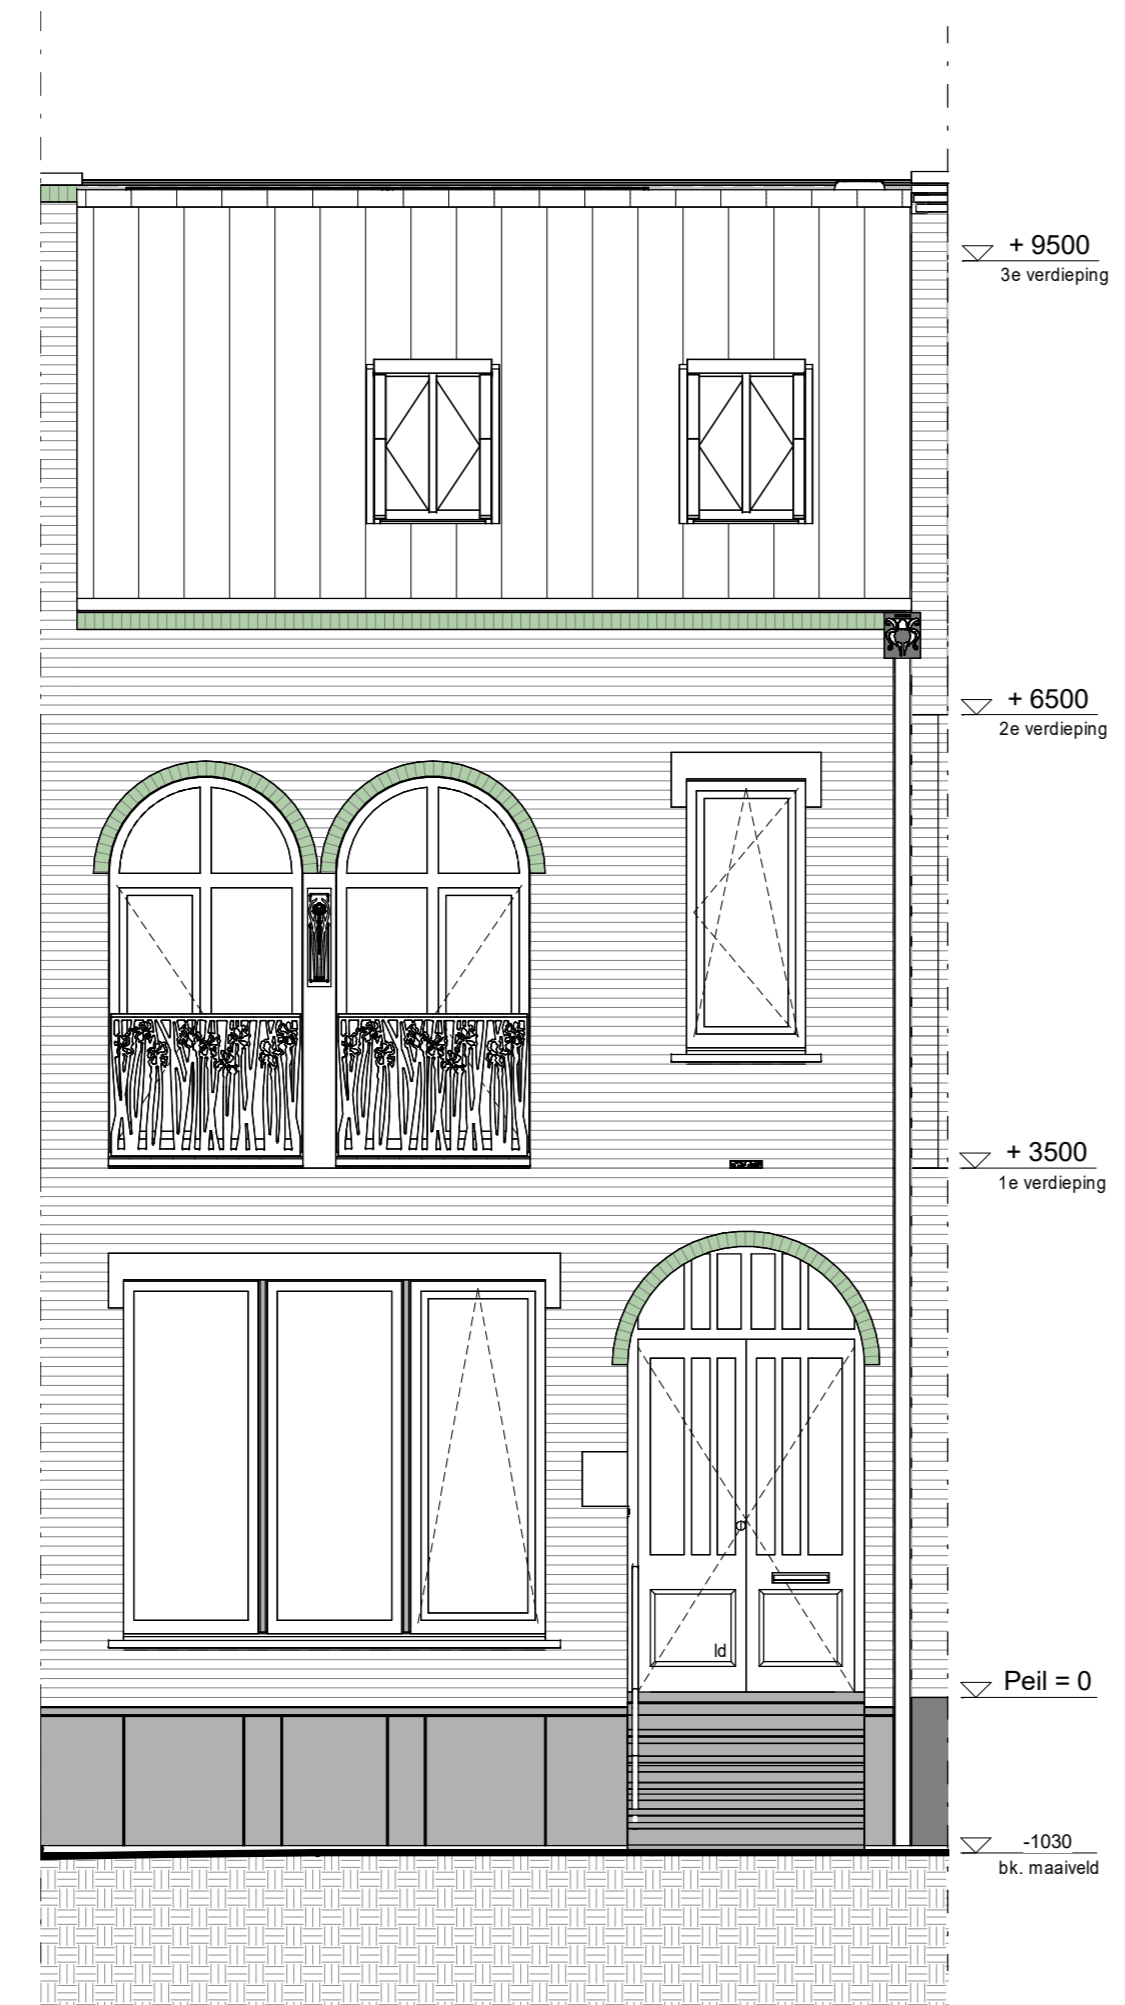 + 9500
3e verdieping
+ 6500
2e verdieping
+ 3500
1e verdieping
ld
Peil = 0
-1030
bk. maaiveld